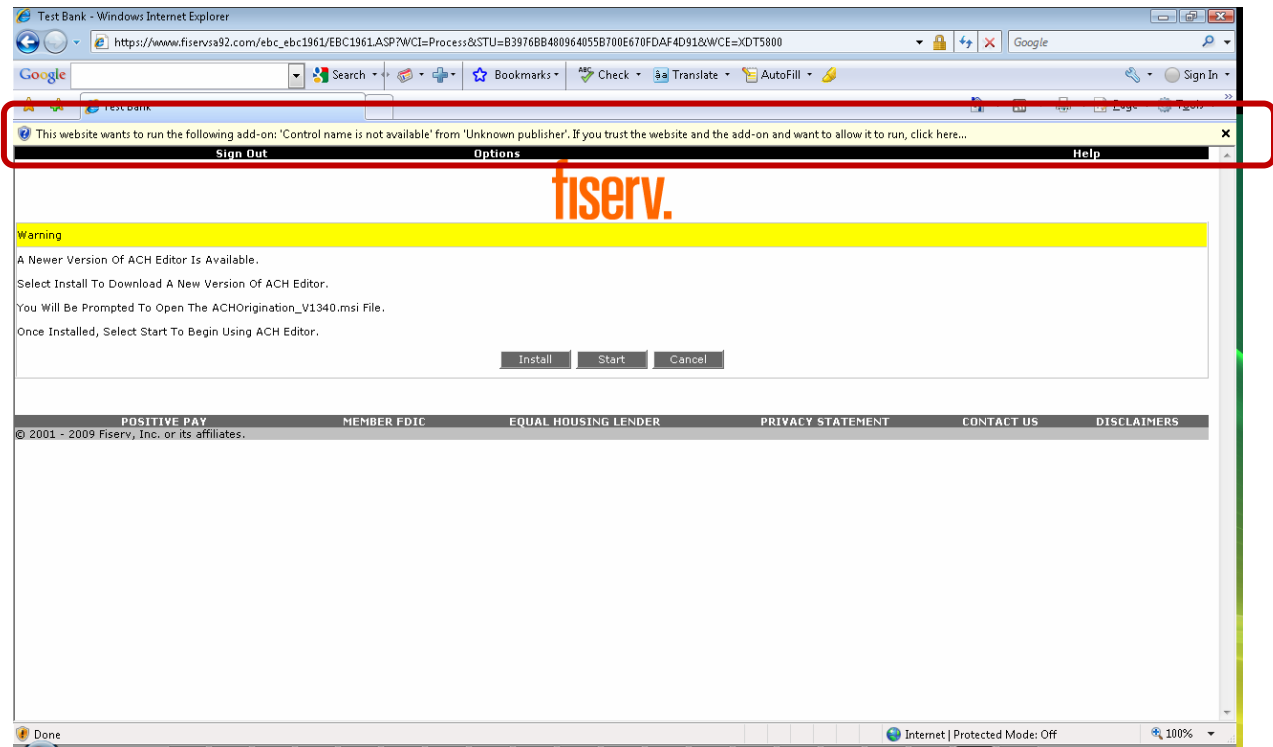 Test Bank - Windows Internet Explorer
https://www.fiservsa92.com/ebc_ebc1961/EBC1961.ASP?WCI=Process&STU=B3976BB480964055B700E670FDAF4D91&WCE=XDT5800
Google
Google
Search
Bookmarks
ABC Check
Translate
AutoFill
Sign In
Test Bank
Page
Tools
This website wants to run the following add-on: 'Control name is not available' from 'Unknown publisher'. If you trust the website and the add-on and want to allow it to run, click here...
Sign Out Options Help
fiserv.
Warning
A Newer Version Of ACH Editor Is Available.
Select Install To Download A New Version Of ACH Editor.
You Will Be Prompted To Open The ACHOrigination_V1340.msi File.
Once Installed, Select Start To Begin Using ACH Editor.
Install Start Cancel
POSITIVE PAY MEMBER FDIC EQUAL HOUSING LENDER PRIVACY STATEMENT CONTACT US DISCLAIMERS
© 2001 - 2009 Fiserv, Inc. or its affiliates.
Done
Internet | Protected Mode: Off
100%